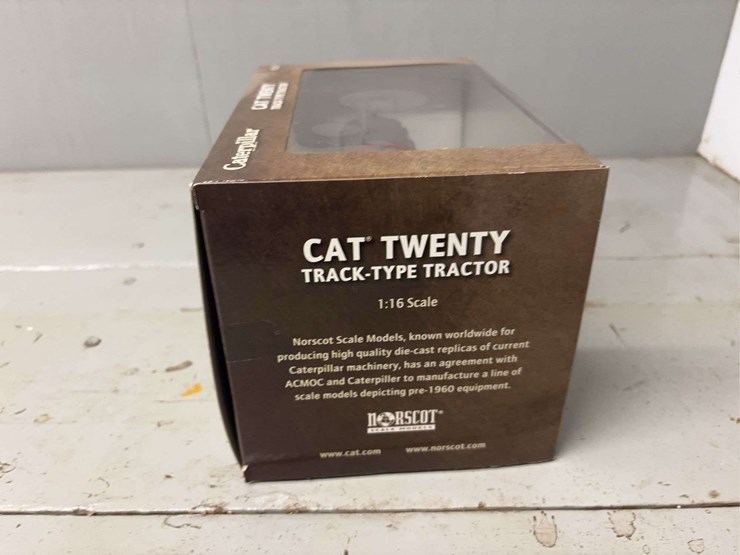 Caterpillar
CAT® TWENTY
TRACK-TYPE TRACTOR
1:16 Scale
Norscot Scale Models, known worldwide for
producing high quality die-cast replicas of current
Caterpillar machinery, has an agreement with
ACMOC and Caterpiller to manufacture a line of
scale models depicting pre-1960 equipment.
NORSCOT®
SCALE MODELS
www.cat.com www.norscot.com